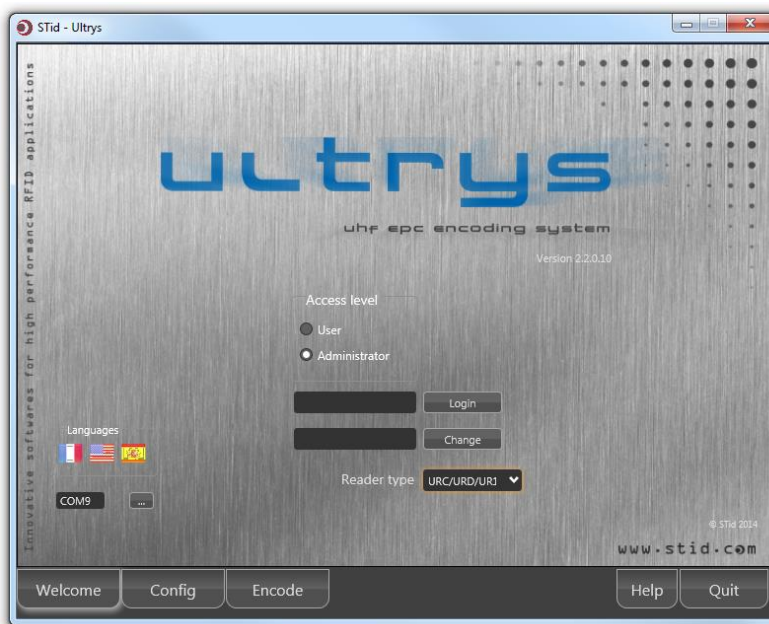 STid - Ultrys
Innovative softwares for high performance RFID applications
ultrys
uhf epc encoding system
Version 2.2.0.10
Access level
User
Administrator
Login
Change
Languages
Reader type
URC/URD/URI
COM9
...
© STid 2014
www.stid.com
Welcome
Config
Encode
Help
Quit